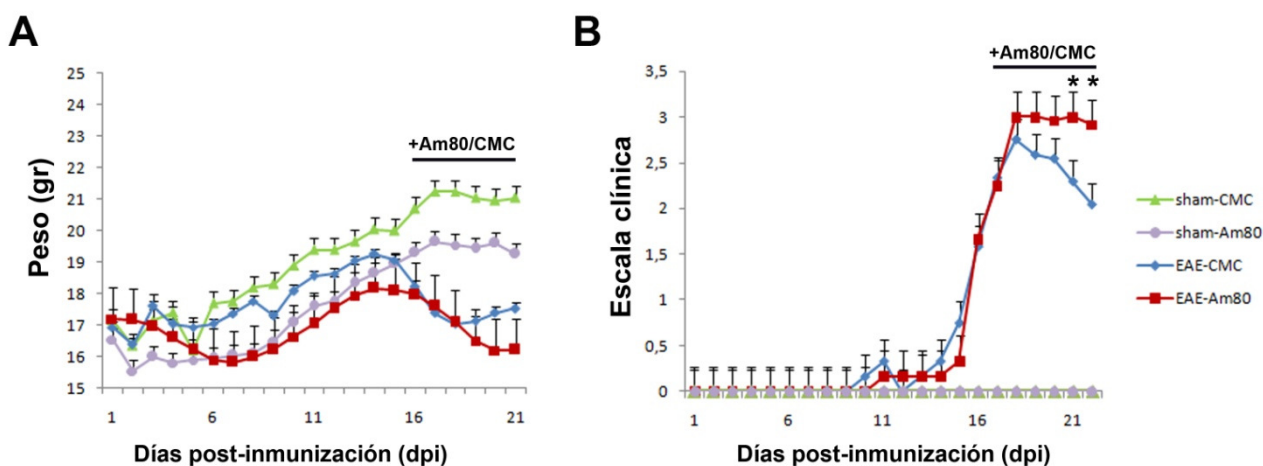 A
+Am80/CMC
Peso (gr)
25
24
23
22
21
20
19
18
17
16
15
1
6
11
16
21
Días post-inmunización (dpi)
B
+Am80/CMC
* *
Escala clínica
3,5
3
2,5
2
1,5
1
0,5
0
1
6
11
16
21
Días post-inmunización (dpi)
sham-CMC
sham-Am80
EAE-CMC
EAE-Am80